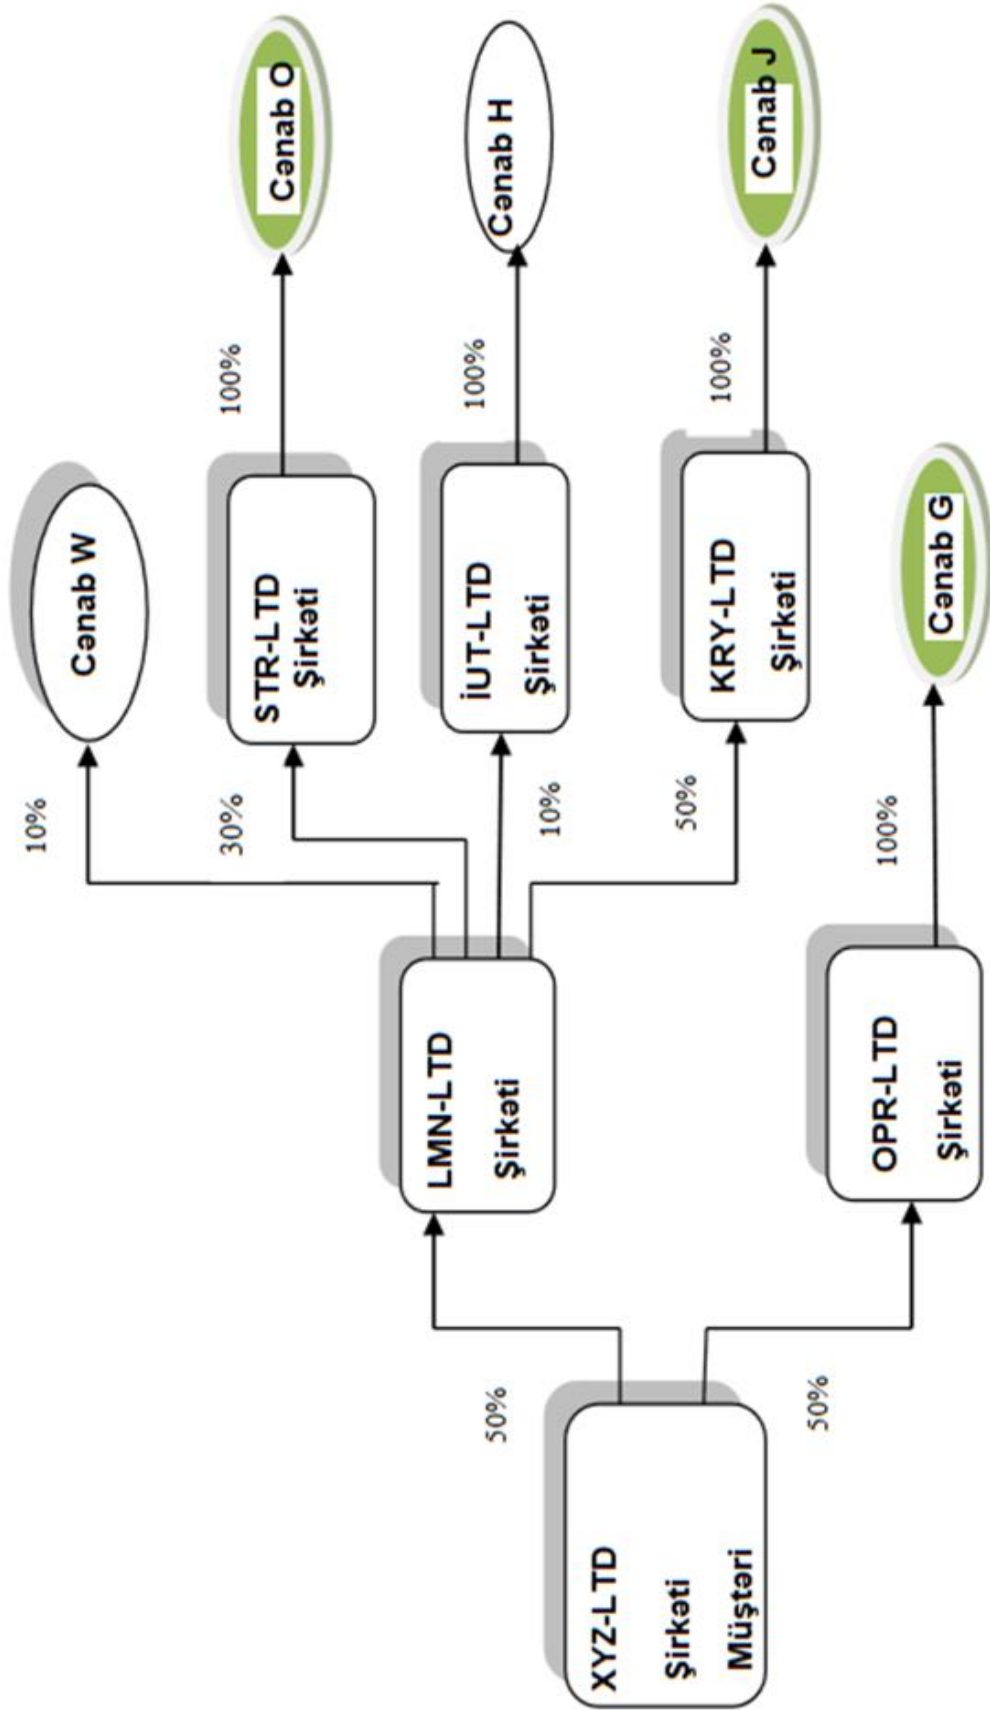 XYZ-LTD
Şirkəti
Müştəri
50%
50%
LMN-LTD
Şirkəti
OPR-LTD
Şirkəti
10%
30%
10%
50%
100%
Cənab W
STR-LTD
Şirkəti
İUT-LTD
Şirkəti
KRY-LTD
Şirkəti
Cənab G
100%
100%
100%
Cənab O
Cənab H
Cənab J